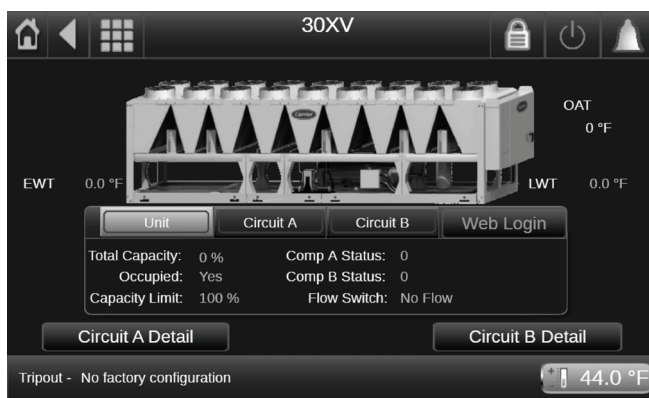 30XV
OAT
0 °F
EWT 0.0 °F
LWT 0.0 °F
Carrier
Unit Circuit A Circuit B Web Login
Total Capacity: 0 % Comp A Status: 0
Occupied: Yes Comp B Status: 0
Capacity Limit: 100 % Flow Switch: No Flow
Circuit A Detail Circuit B Detail
Tripout - No factory configuration 44.0 °F